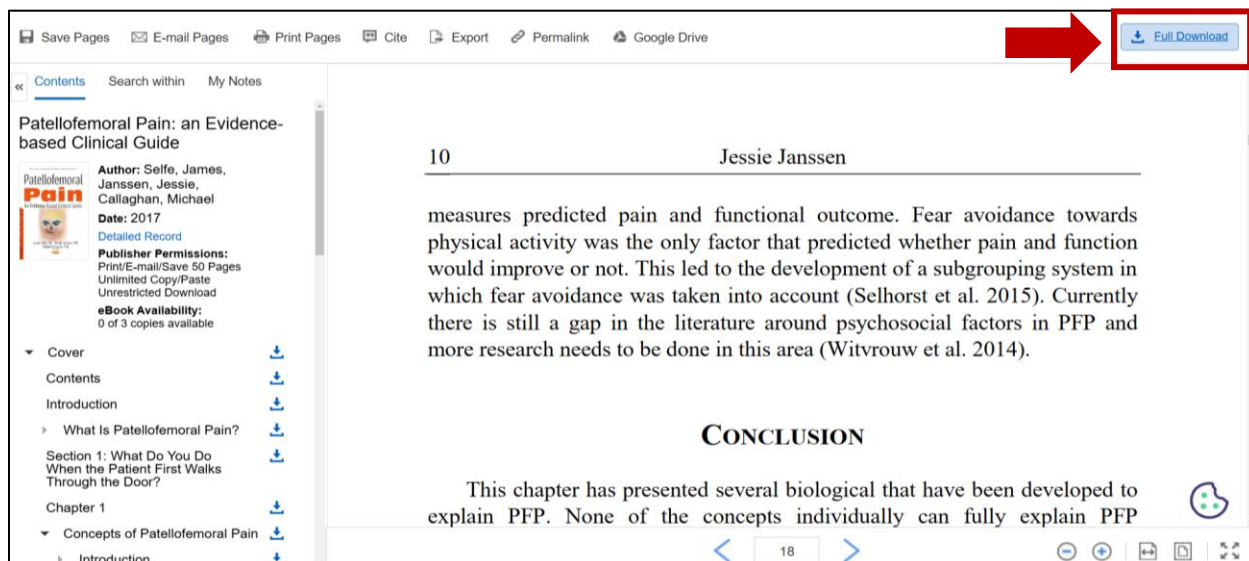 Save Pages E-mail Pages Print Pages Cite Export Permalink Google Drive Full Download
« Contents Search within My Notes
Patellofemoral Pain: an Evidence-
based Clinical Guide
Patellofemoral
Pain
Author: Selfe, James,
Janssen, Jessie,
Callaghan, Michael
Date: 2017
Detailed Record
Publisher Permissions:
Print/E-mail/Save 50 Pages
Unlimited Copy/Paste
Unrestricted Download
eBook Availability:
0 of 3 copies available
Cover
Contents
Introduction
What Is Patellofemoral Pain?
Section 1: What Do You Do
When the Patient First Walks
Through the Door?
Chapter 1
Concepts of Patellofemoral Pain
Introduction
10 Jessie Janssen
measures predicted pain and functional outcome. Fear avoidance towards
physical activity was the only factor that predicted whether pain and function
would improve or not. This led to the development of a subgrouping system in
which fear avoidance was taken into account (Selhorst et al. 2015). Currently
there is still a gap in the literature around psychosocial factors in PFP and
more research needs to be done in this area (Witvrouw et al. 2014).
CONCLUSION
This chapter has presented several biological that have been developed to
explain PFP. None of the concepts individually can fully explain PFP
18